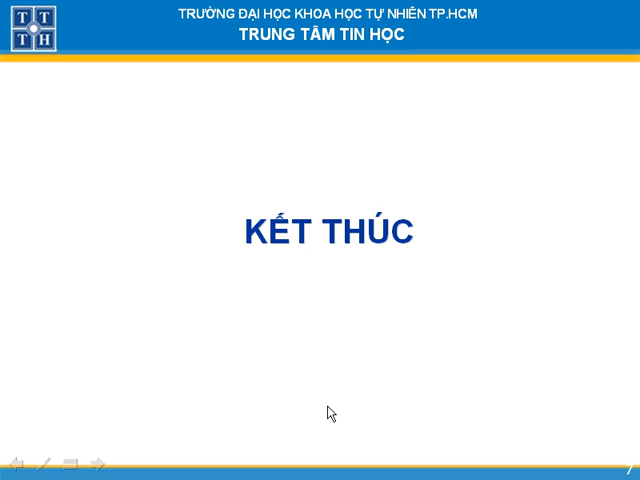 TRƯỜNG ĐẠI HỌC KHOA HỌC TỰ NHIÊN TP.HCM
TRUNG TÂM TIN HỌC
T T
T H
KẾT THÚC
7